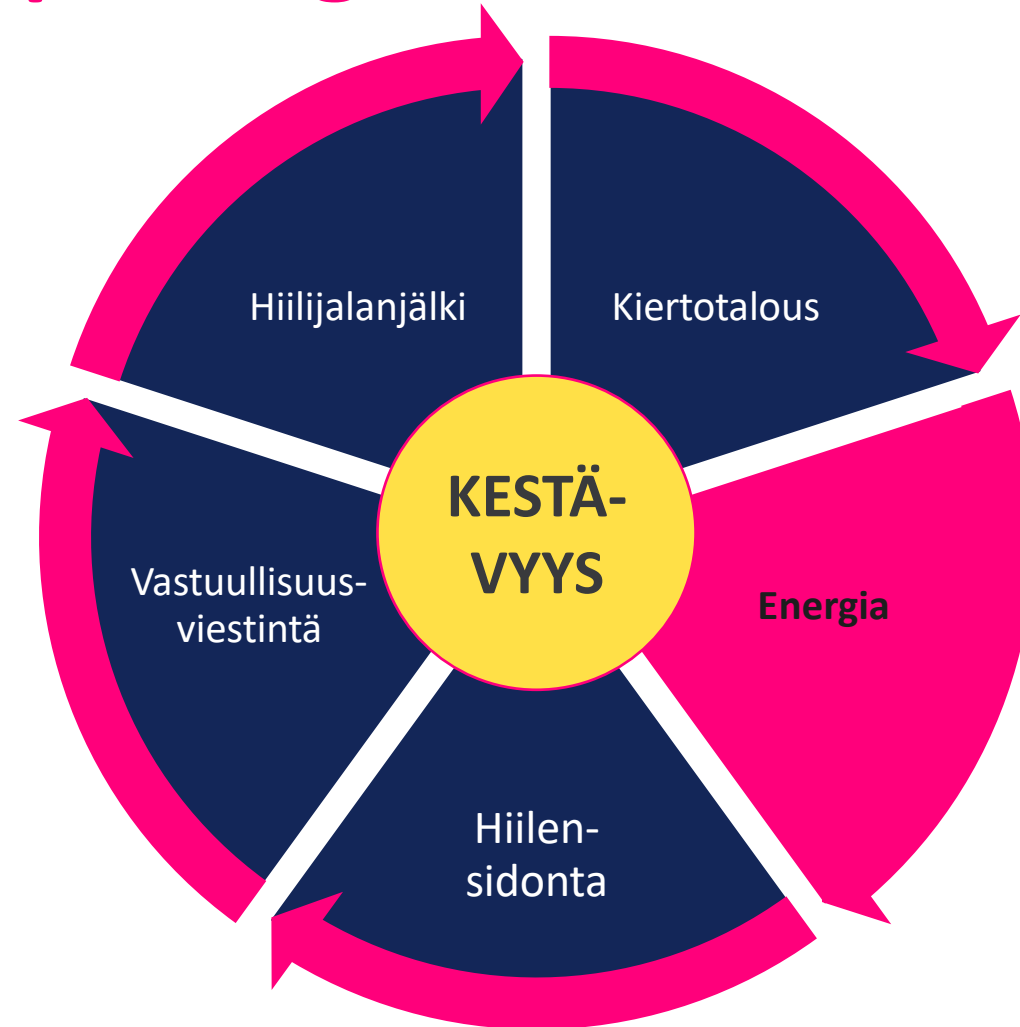 Hiilijalanjälki
Kiertotalous
KESTÄ-
VYYS
Energia
Vastuullisuus-
viestintä
Hiilen-
sidonta